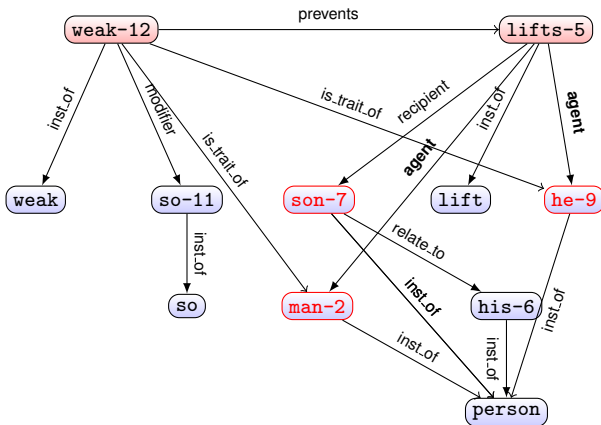 prevents
weak-12 lifts-5
inst_of modifier is_trait_of is_trait_of recipient agent inst_of agent
weak so-11 son-7 lift he-9
inst_of inst_of relate_to inst_of
so man-2 his-6
inst_of inst_of
person